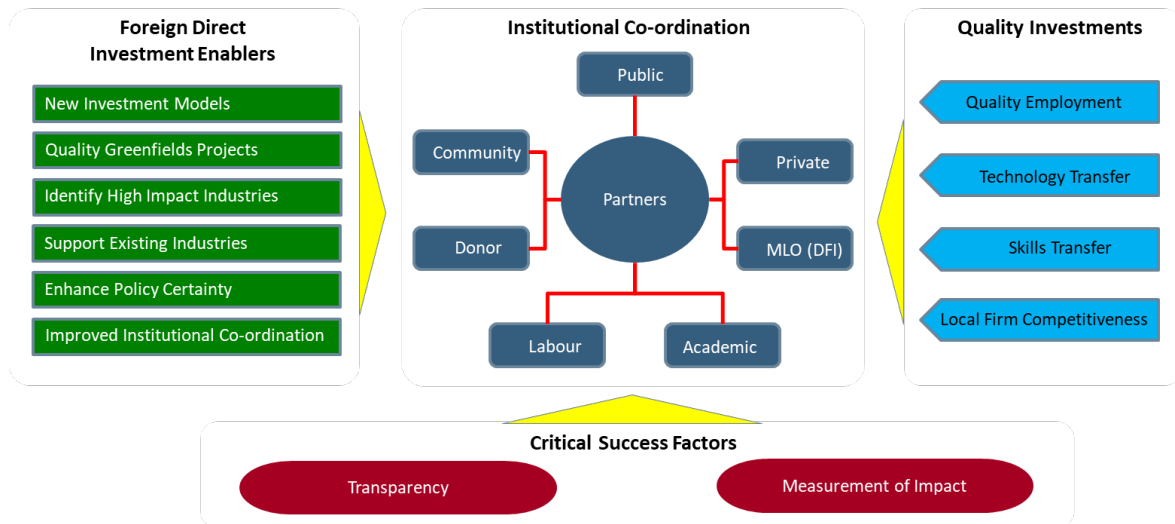 Foreign Direct
Investment Enablers
New Investment Models
Quality Greenfields Projects
Identify High Impact Industries
Support Existing Industries
Enhance Policy Certainty
Improved Institutional Co-ordination
Institutional Co-ordination
Public
Community
Private
Partners
Donor
MLO (DFI)
Labour
Academic
Quality Investments
Quality Employment
Technology Transfer
Skills Transfer
Local Firm Competitiveness
Critical Success Factors
Transparency
Measurement of Impact